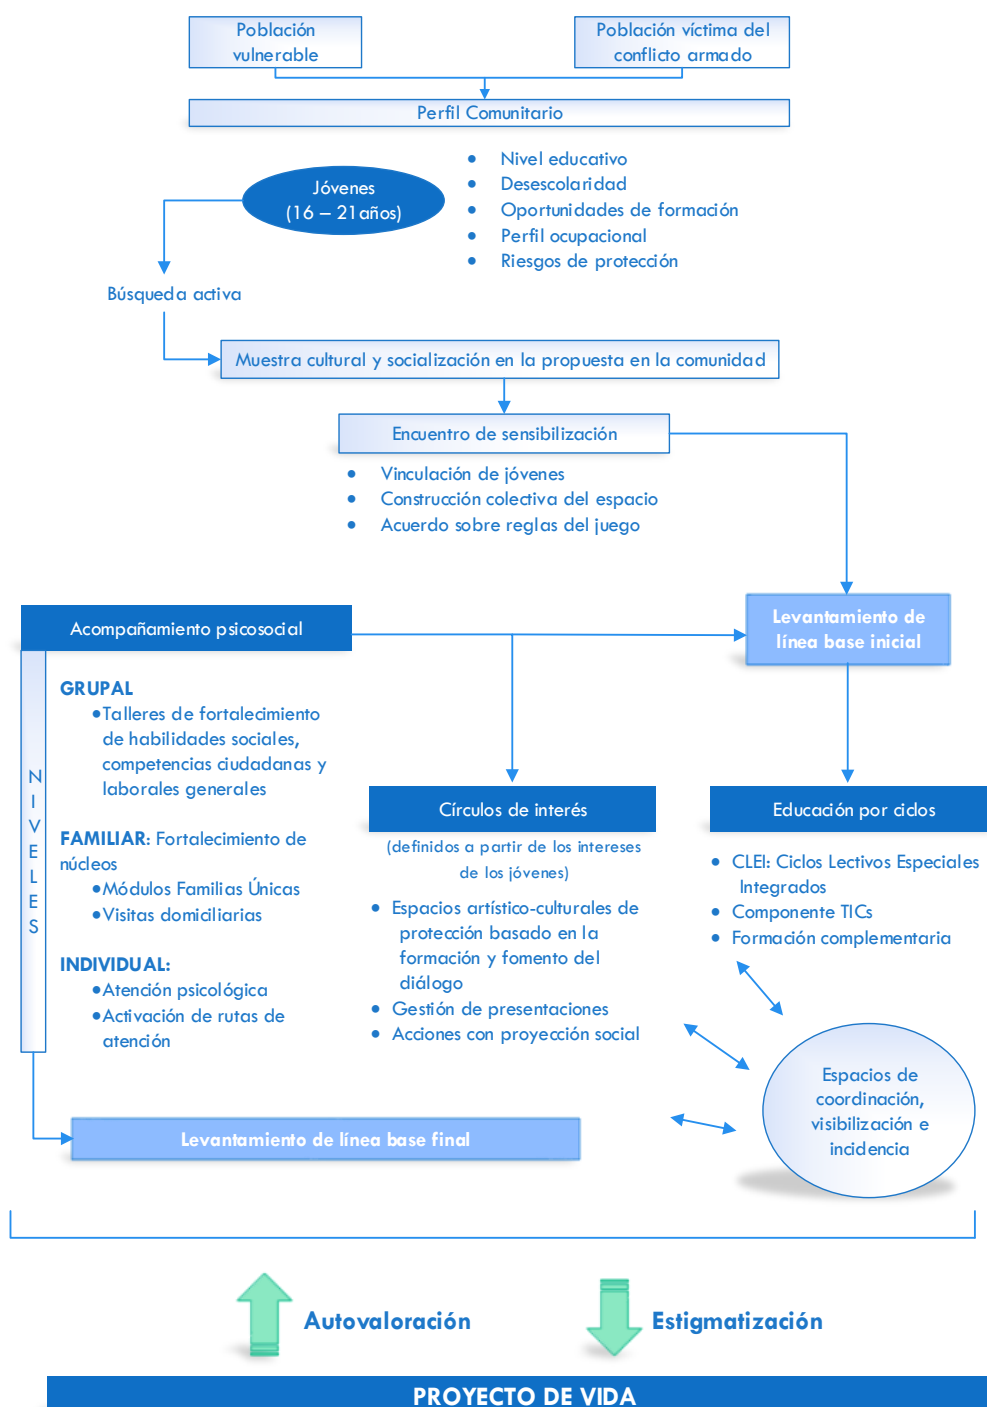 Población
vulnerable
Población víctima del
conflicto armado
Perfil Comunitario
Jóvenes
(16 – 21años)
• Nivel educativo
• Desescolaridad
• Oportunidades de formación
• Perfil ocupacional
• Riesgos de protección
Búsqueda activa
Muestra cultural y socialización en la propuesta en la comunidad
Encuentro de sensibilización
• Vinculación de jóvenes
• Construcción colectiva del espacio
• Acuerdo sobre reglas del juego
Levantamiento de
línea base inicial
Acompañamiento psicosocial
NIVELES
GRUPAL
•Talleres de fortalecimiento
de habilidades sociales,
competencias ciudadanas y
laborales generales
FAMILIAR: Fortalecimiento de
núcleos
•Módulos Familias Únicas
•Visitas domiciliarias
INDIVIDUAL:
•Atención psicológica
•Activación de rutas de
atención
Círculos de interés
(definidos a partir de los intereses
de los jóvenes)
• Espacios artístico-culturales de
protección basado en la
formación y fomento del
diálogo
• Gestión de presentaciones
• Acciones con proyección social
Educación por ciclos
• CLEI: Ciclos Lectivos Especiales
Integrados
• Componente TICs
• Formación complementaria
Espacios de
coordinación,
visibilización e
incidencia
Levantamiento de línea base final
Autovaloración
Estigmatización
PROYECTO DE VIDA